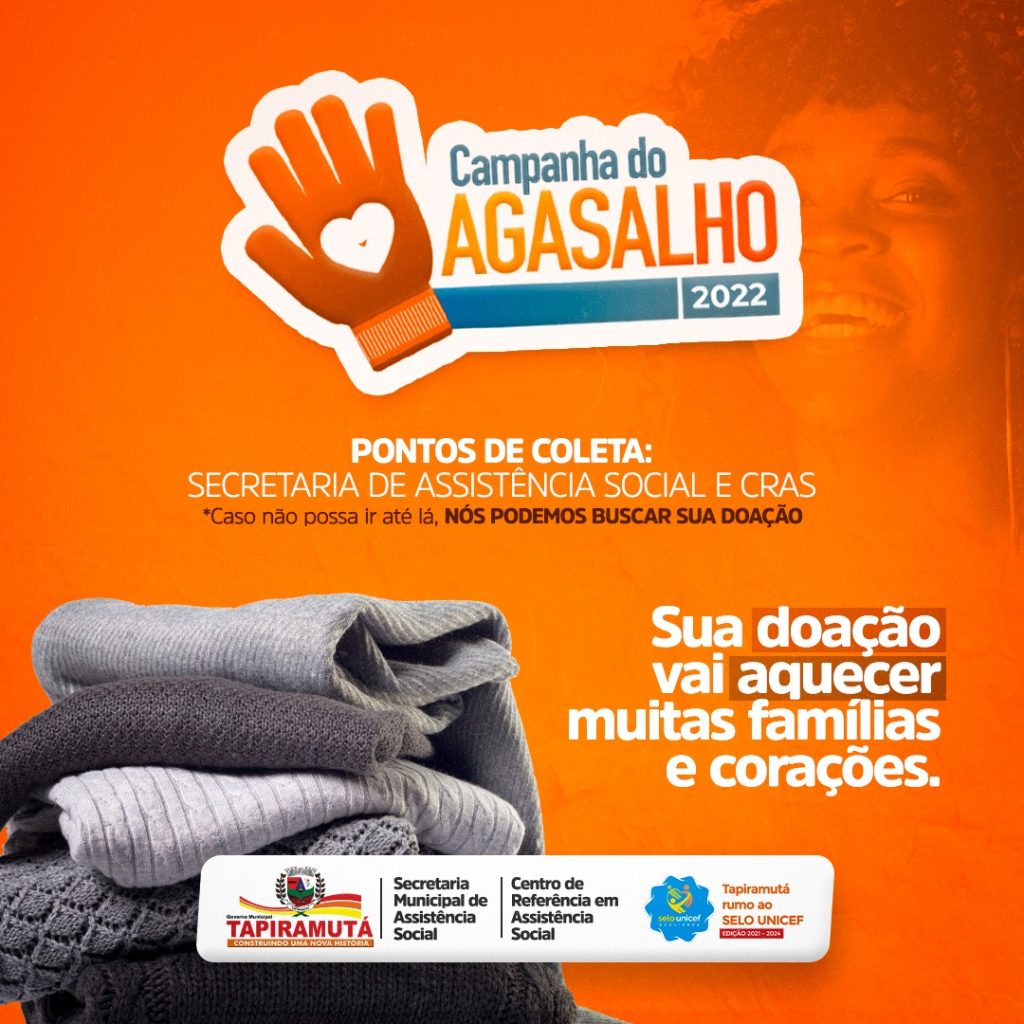 Campanha do
AGASALHO
2022
PONTOS DE COLETA:
SECRETARIA DE ASSISTÊNCIA SOCIAL E CRAS
*Caso não possa ir até lá, NÓS PODEMOS BUSCAR SUA DOAÇÃO
Sua doação
vai aquecer
muitas famílias
e corações.
Governo Municipal
TAPIRAMUTÁ
CONSTRUINDO UMA NOVA HISTÓRIA
Secretaria
Municipal de
Assistência
Social
Centro de
Referência em
Assistência
Social
selo unicef
Tapiramutá
rumo ao
SELO UNICEF
EDIÇÃO 2021 - 2024